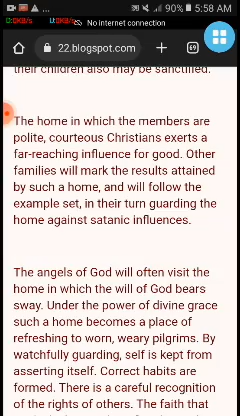 0:0KB/s U:0KB/s No internet connection 90% 5:58 AM
22.blogspot.com 69
their children also may be sanctified.
The home in which the members are
polite, courteous Christians exerts a
far-reaching influence for good. Other
families will mark the results attained
by such a home, and will follow the
example set, in their turn guarding the
home against satanic influences.
The angels of God will often visit the
home in which the will of God bears
sway. Under the power of divine grace
such a home becomes a place of
refreshing to worn, weary pilgrims. By
watchfully guarding, self is kept from
asserting itself. Correct habits are
formed. There is a careful recognition
of the rights of others. The faith that